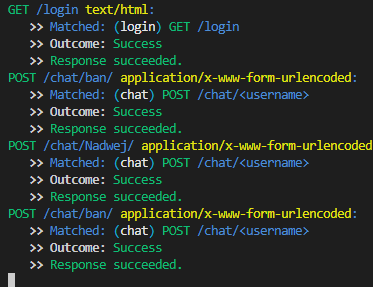 GET /login text/html:
>> Matched: (login) GET /login
>> Outcome: Success
>> Response succeeded.
POST /chat/ban/ application/x-www-form-urlencoded:
>> Matched: (chat) POST /chat/<username>
>> Outcome: Success
>> Response succeeded.
POST /chat/Nadwej/ application/x-www-form-urlencoded
>> Matched: (chat) POST /chat/<username>
>> Outcome: Success
>> Response succeeded.
POST /chat/ban/ application/x-www-form-urlencoded:
>> Matched: (chat) POST /chat/<username>
>> Outcome: Success
>> Response succeeded.